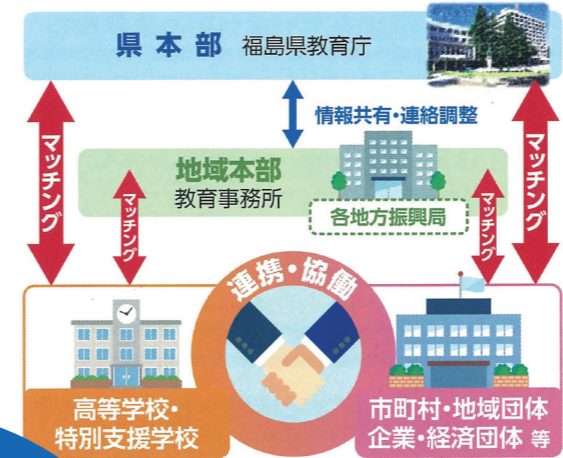 県本部 福島県教育庁
情報共有・連絡調整
マッチング
マッチング
地域本部
教育事務所
各地方振興局
マッチング
マッチング
連携・協働
高等学校・
特別支援学校
市町村・地域団体
企業・経済団体 等